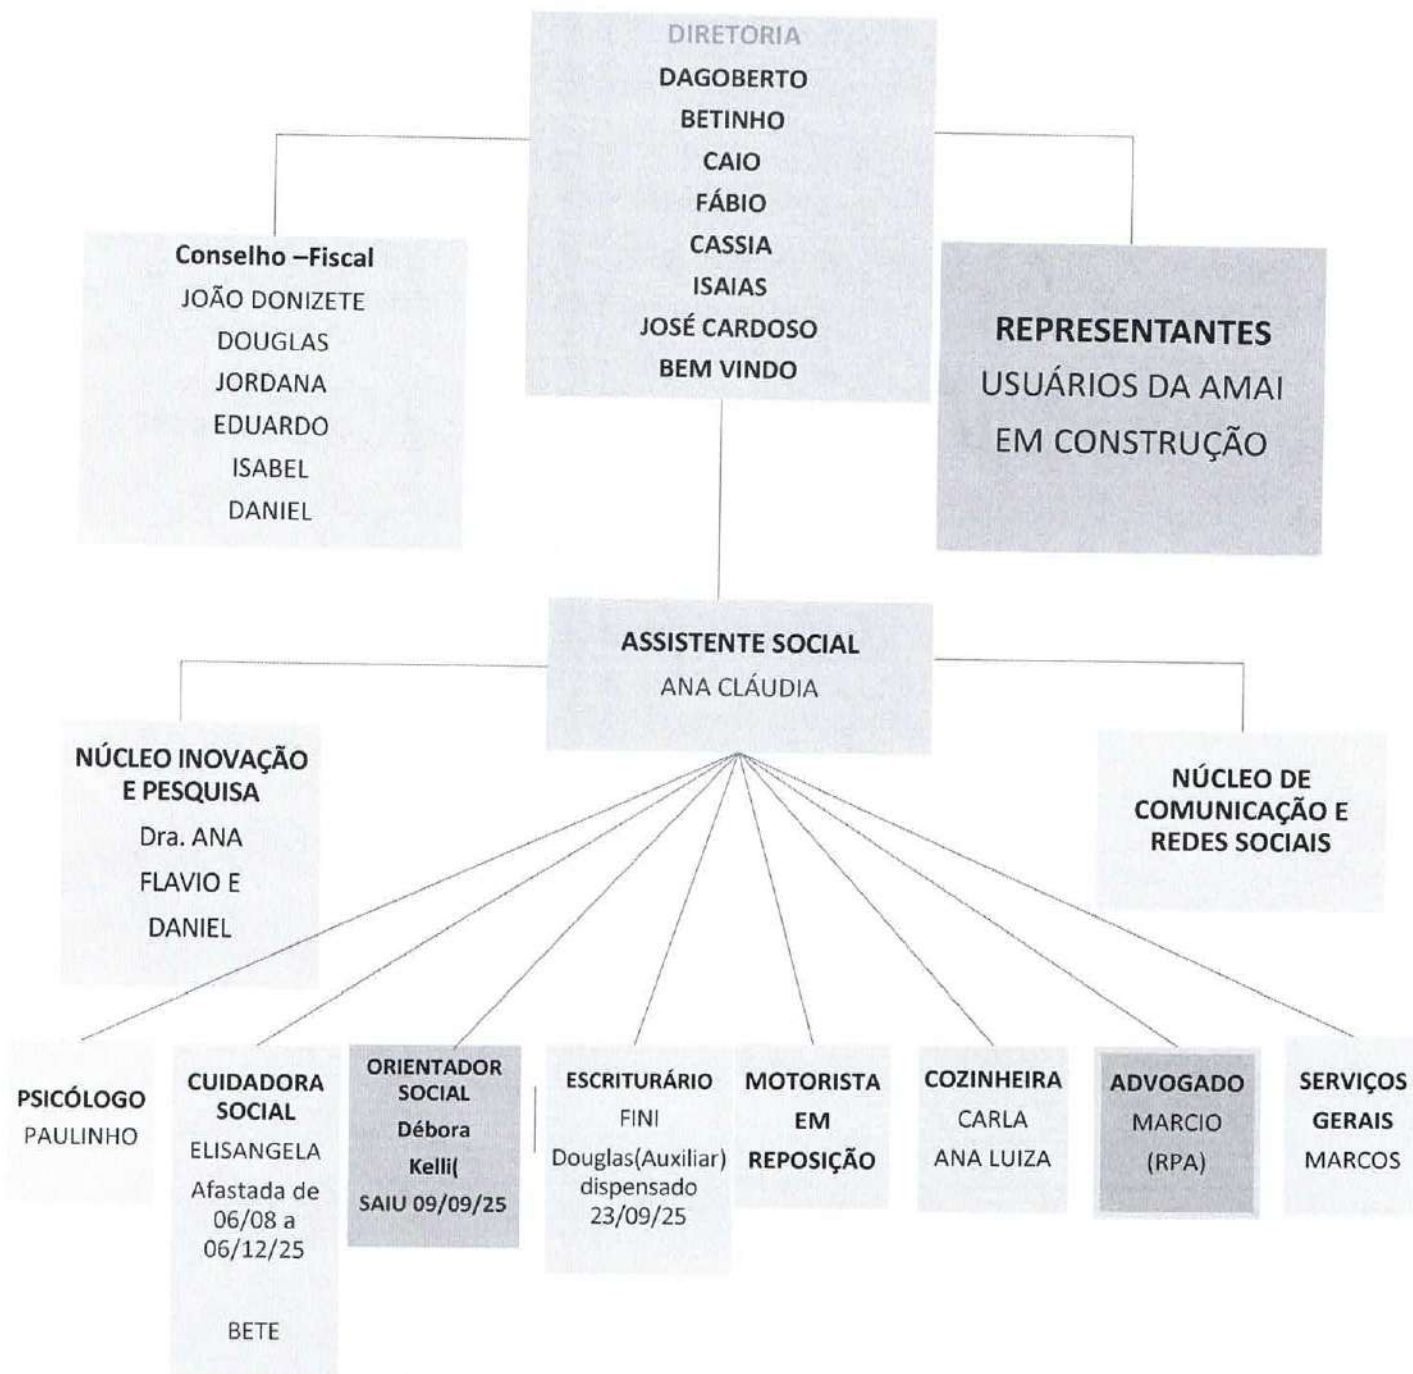 DIRETORIA
DAGOBERTO
BETINHO
CAIO
FÁBIO
CASSIA
ISAIAS
JOSÉ CARDOSO
BEM VINDO
Conselho –Fiscal
JOÃO DONIZETE
DOUGLAS
JORDANA
EDUARDO
ISABEL
DANIEL
REPRESENTANTES
USUÁRIOS DA AMAI
EM CONSTRUÇÃO
ASSISTENTE SOCIAL
ANA CLÁUDIA
NÚCLEO INOVAÇÃO
E PESQUISA
Dra. ANA
FLAVIO E
DANIEL
NÚCLEO DE
COMUNICAÇÃO E
REDES SOCIAIS
PSICÓLOGO
PAULINHO
CUIDADORA
SOCIAL
ELISANGELA
Afastada de
06/08 a
06/12/25
BETE
ORIENTADOR
SOCIAL
Débora
Kelli(
SAIU 09/09/25
ESCRITURÁRIO
FINI
Douglas(Auxiliar)
dispensado
23/09/25
MOTORISTA
EM
REPOSIÇÃO
COZINHEIRA
CARLA
ANA LUIZA
ADVOGADO
MARCIO
(RPA)
SERVIÇOS
GERAIS
MARCOS